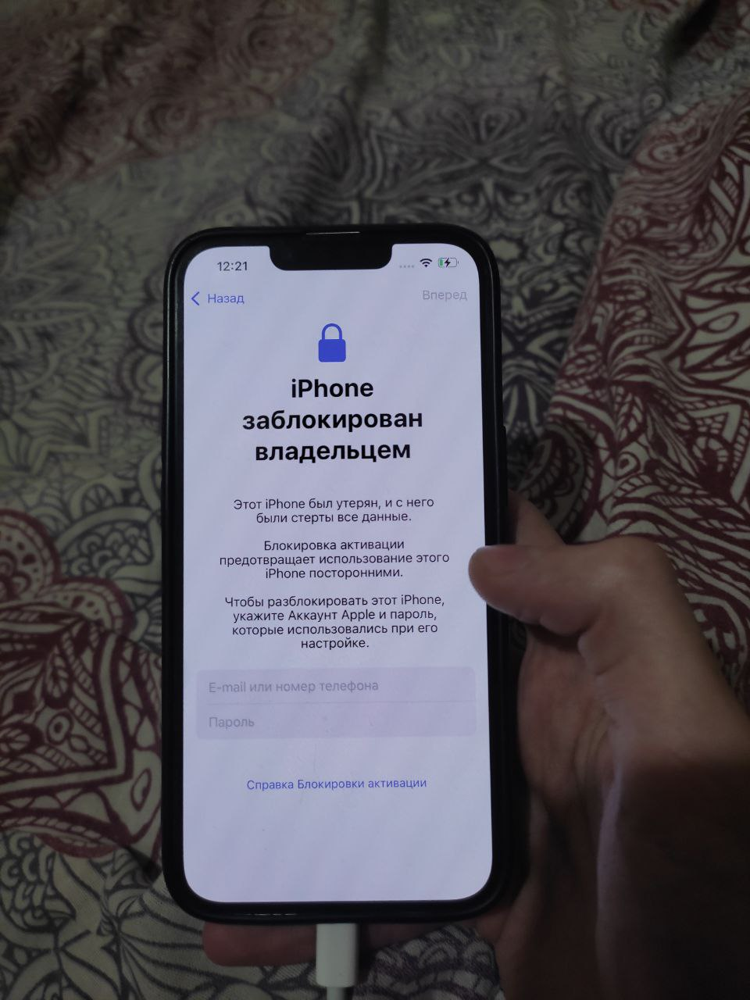 12:21
Назад
Вперед
iPhone
заблокирован
владельцем
Этот iPhone был утерян, и с него
были стерты все данные.
Блокировка активации
предотвращает использование этого
iPhone посторонними.
Чтобы разблокировать этот iPhone,
укажите Аккаунт Apple и пароль,
которые использовались при его
настройке.
E-mail или номер телефона
Пароль
Справка Блокировки активации